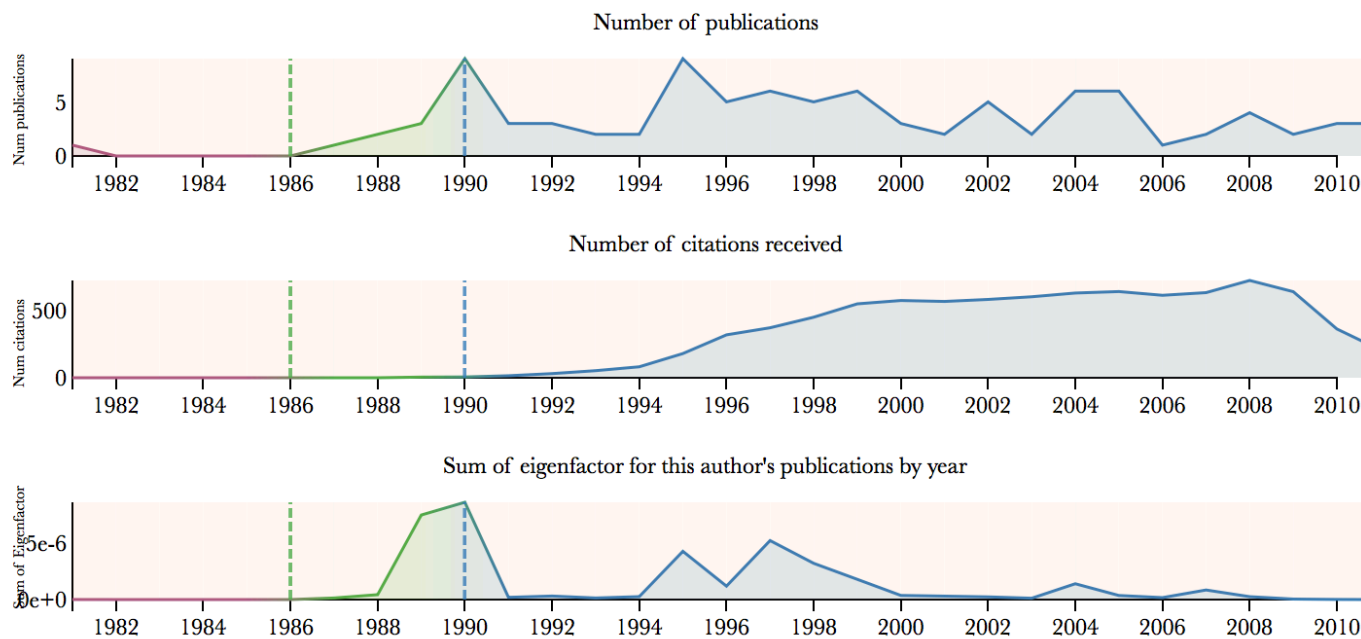 Number of publications
Num publications
5
0
1982 1984 1986 1988 1990 1992 1994 1996 1998 2000 2002 2004 2006 2008 2010
Number of citations received
Num citations
500
0
1982 1984 1986 1988 1990 1992 1994 1996 1998 2000 2002 2004 2006 2008 2010
Sum of eigenfactor for this author's publications by year
Sum of Eigenfactor
5e-6
0e+0
1982 1984 1986 1988 1990 1992 1994 1996 1998 2000 2002 2004 2006 2008 2010